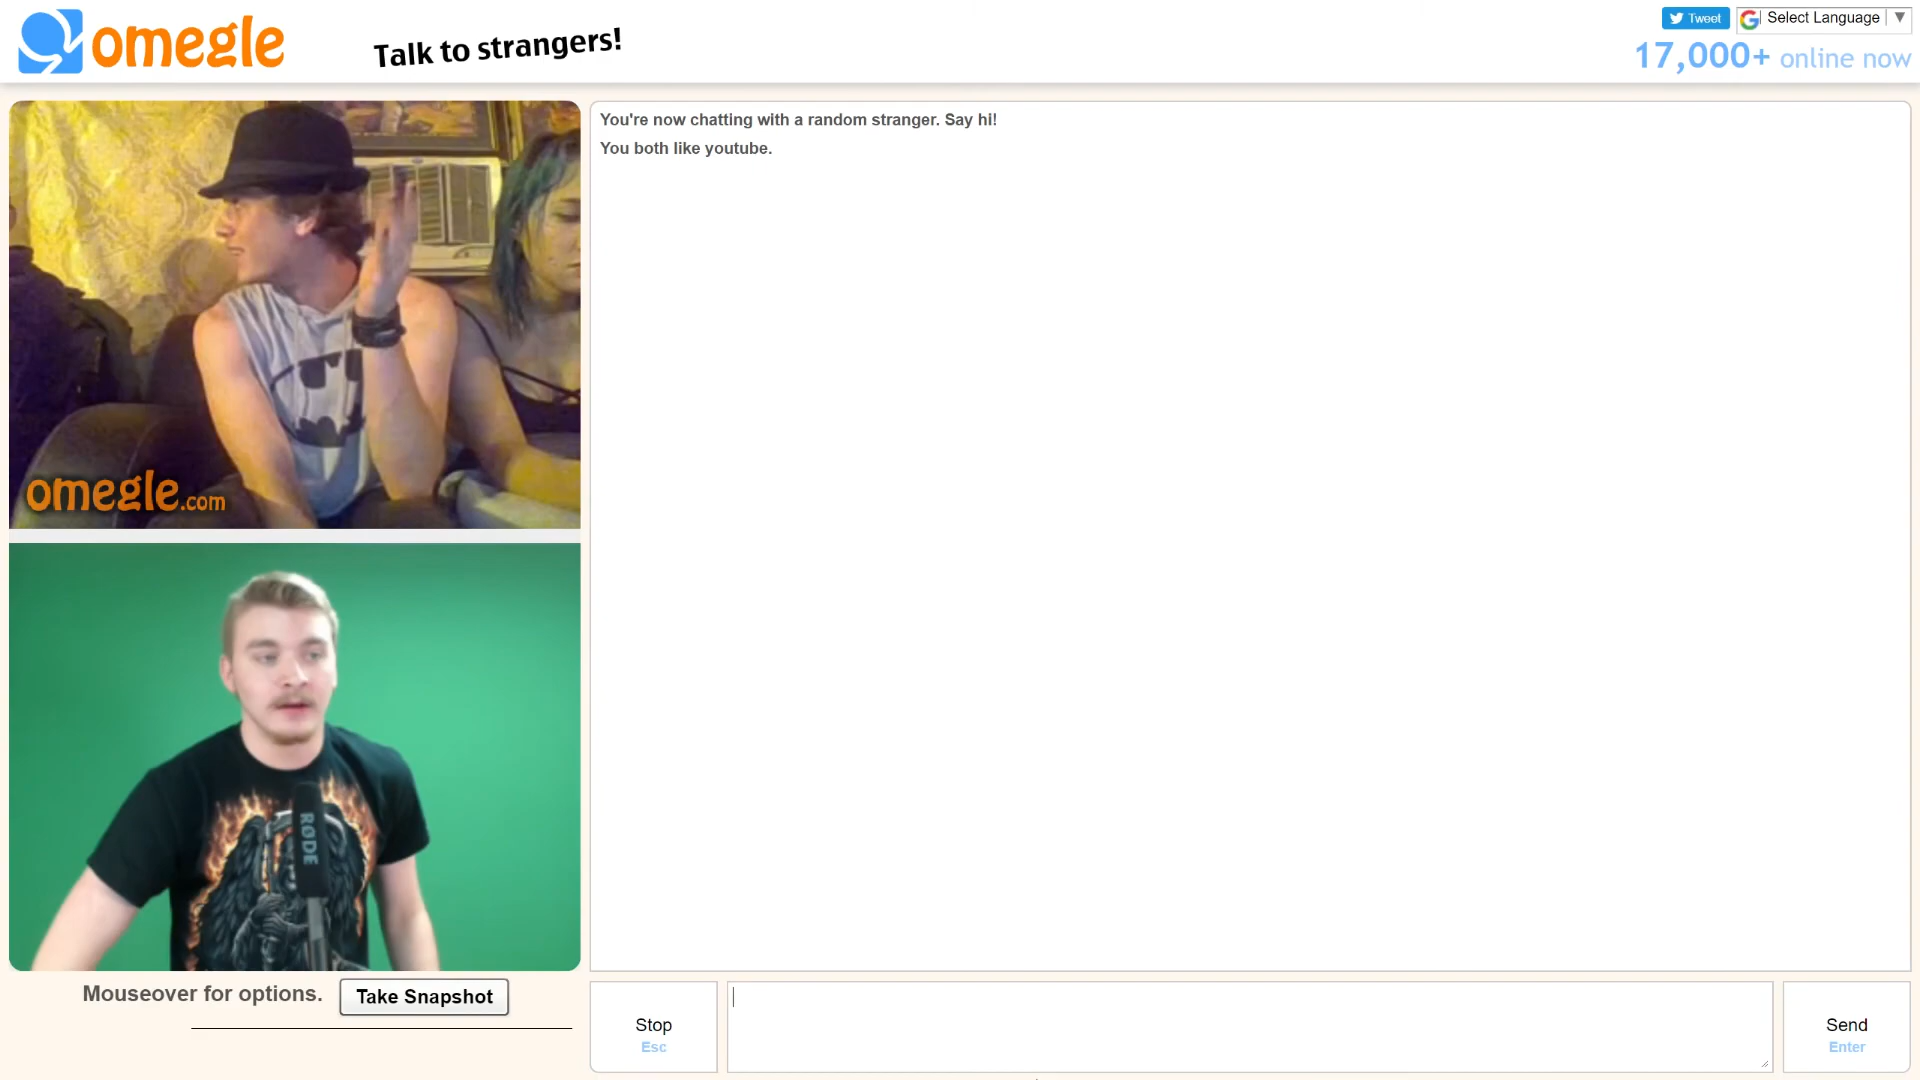 omegle
Talk to strangers!
Tweet
Select Language
17,000+ online now
You're now chatting with a random stranger. Say hi!
You both like youtube.
omegle.com
RØDE
Mouseover for options.
Take Snapshot
Stop
Esc
Send
Enter